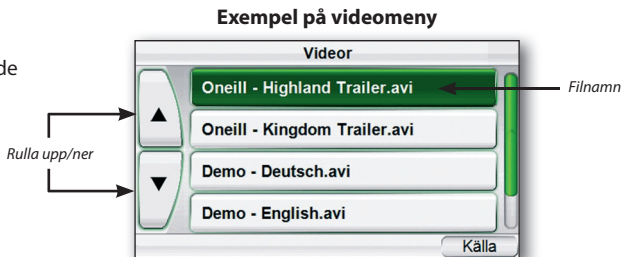 Exempel på videomeny
Videor
de
Oneill - Highland Trailer.avi
Filnamn
Oneill - Kingdom Trailer.avi
Rulla upp/ner
Demo - Deutsch.avi
Demo - English.avi
Källa